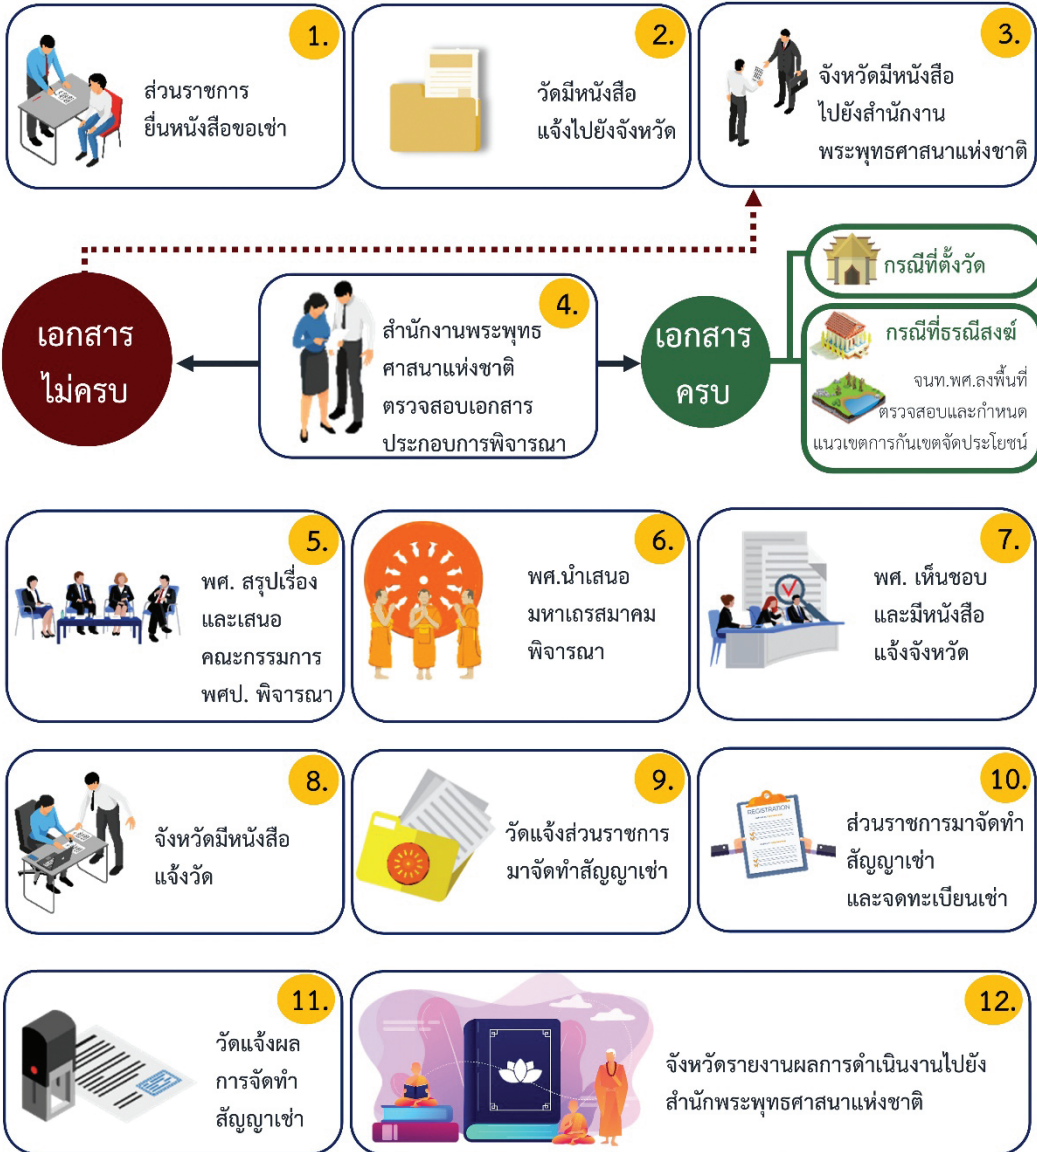 1.
ส่วนราชการ
ยื่นหนังสือขอเช่า
2.
วัดมีหนังสือ
แจ้งไปยังจังหวัด
3.
จังหวัดมีหนังสือ
ไปยังสำนักงาน
พระพุทธศาสนาแห่งชาติ
เอกสาร
ไม่ครบ
4.
สำนักงานพระพุทธ
ศาสนาแห่งชาติ
ตรวจสอบเอกสาร
ประกอบการพิจารณา
เอกสาร
ครบ
กรณีที่ตั้งวัด
กรณีที่ธรณีสงฆ์
จนท.พศ.ลงพื้นที่
ตรวจสอบและกำหนด
แนวเขตการกันเขตจัดประโยชน์
5.
พศ. สรุปเรื่อง
และเสนอ
คณะกรรมการ
พศป. พิจารณา
6.
พศ.นำเสนอ
มหาเถรสมาคม
พิจารณา
7.
พศ. เห็นชอบ
และมีหนังสือ
แจ้งจังหวัด
8.
จังหวัดมีหนังสือ
แจ้งวัด
9.
วัดแจ้งส่วนราชการ
มาจัดทำสัญญาเช่า
10.
REGISTRATION
ส่วนราชการมาจัดทำ
สัญญาเช่า
และจดทะเบียนเช่า
11.
วัดแจ้งผล
การจัดทำ
สัญญาเช่า
12.
จังหวัดรายงานผลการดำเนินงานไปยัง
สำนักพระพุทธศาสนาแห่งชาติ